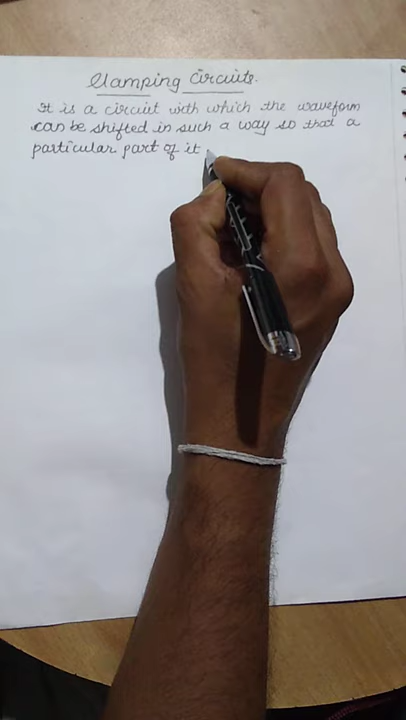 Clamping Circuits.
It is a circuit with which the waveform
can be shifted in such a way so that a
particular part of it